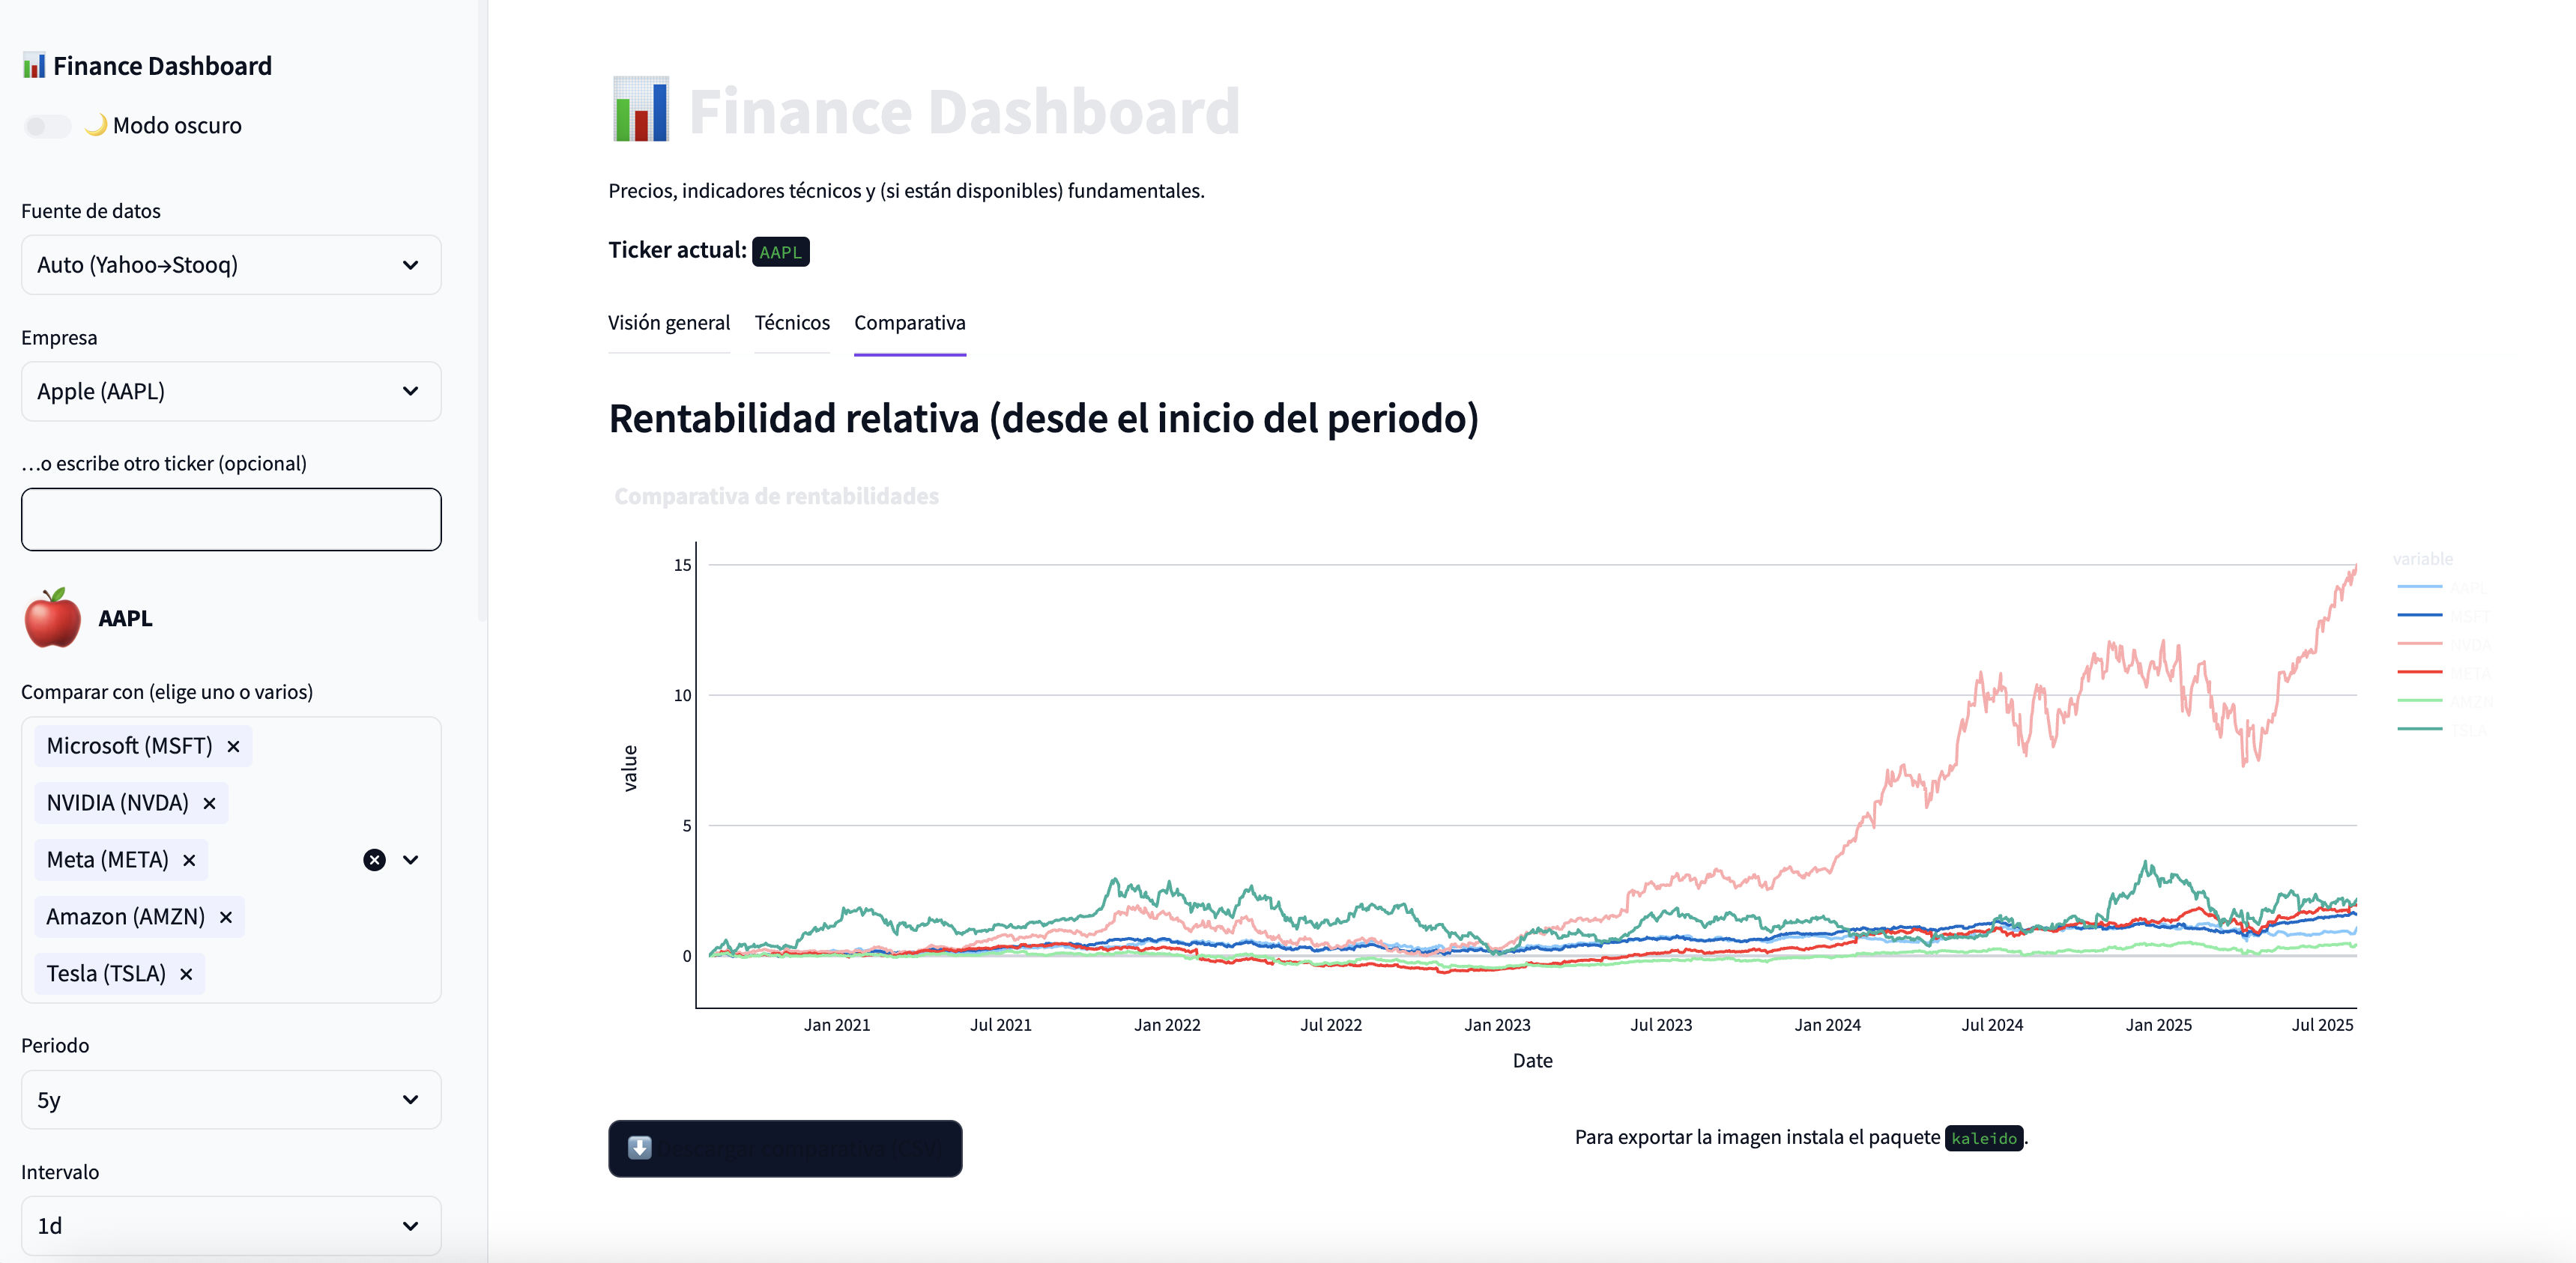 Finance Dashboard
Modo oscuro
Fuente de datos
Auto (Yahoo→Stooq)
Empresa
Apple (AAPL)
...o escribe otro ticker (opcional)
AAPL
Comparar con (elige uno o varios)
Microsoft (MSFT) ×
NVIDIA (NVDA) ×
Meta (META) ×
Amazon (AMZN) ×
Tesla (TSLA) ×
Periodo
5y
Intervalo
1d
Finance Dashboard
Precios, indicadores técnicos y (si están disponibles) fundamentales.
Ticker actual: AAPL
Visión general Técnicos Comparativa
Rentabilidad relativa (desde el inicio del periodo)
Comparativa de rentabilidades
15
10
5
0
value
Jan 2021 Jul 2021 Jan 2022 Jul 2022 Jan 2023 Jul 2023 Jan 2024 Jul 2024 Jan 2025 Jul 2025
Date
variable
AAPL
MSFT
NVDA
META
AMZN
TSLA
Descargar comparativa (CSV)
Para exportar la imagen instala el paquete kaleido.